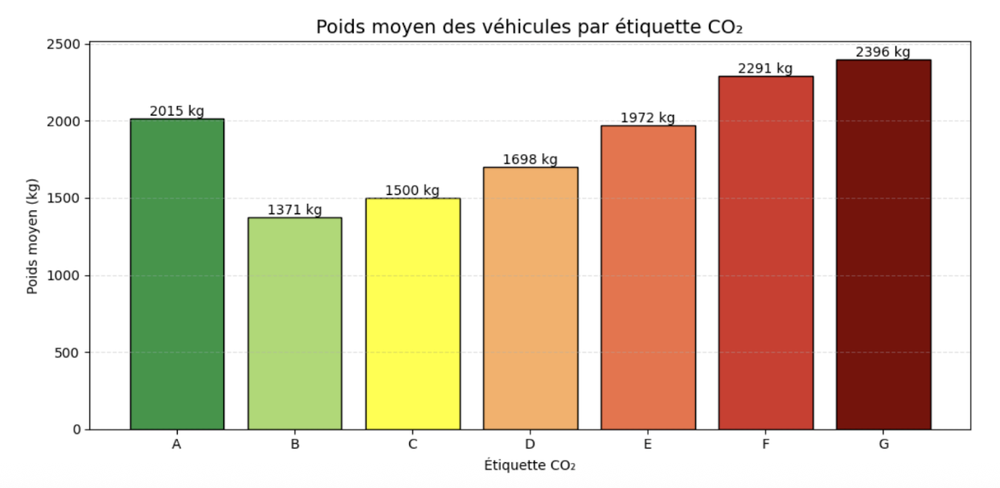 Poids moyen des véhicules par étiquette CO₂
2500
2000
1500
1000
500
0
Poids moyen (kg)
2015 kg
1371 kg
1500 kg
1698 kg
1972 kg
2291 kg
2396 kg
A B C D E F G
Étiquette CO₂